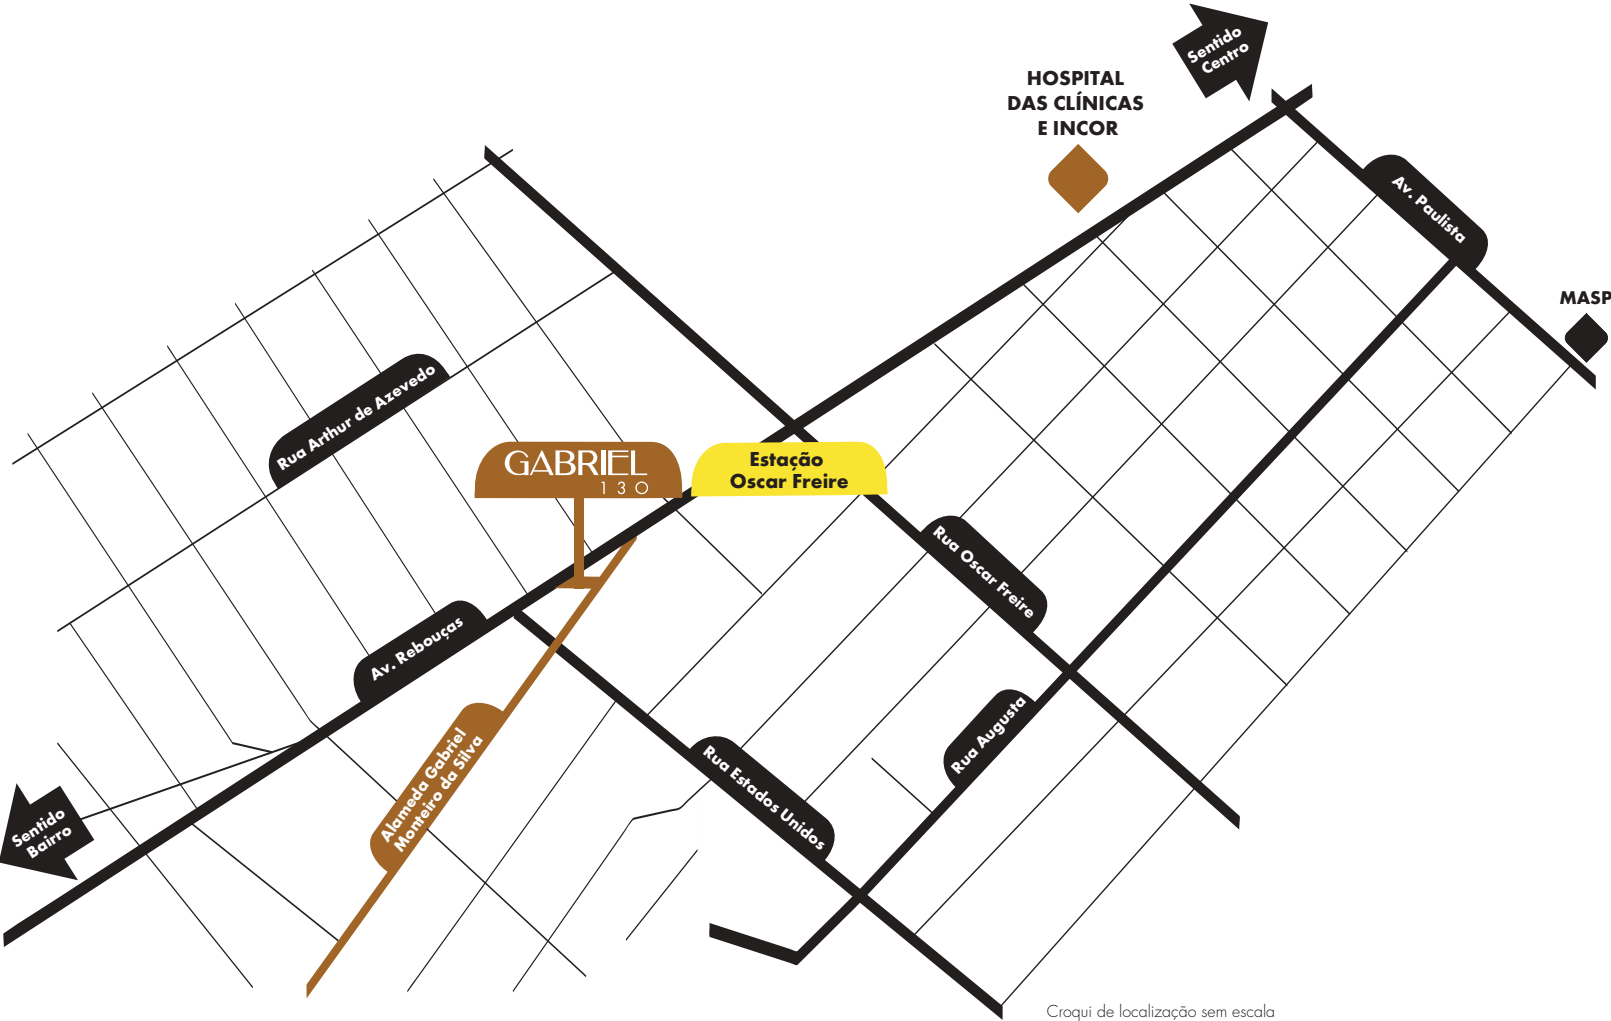 Sentido
Centro
HOSPITAL
DAS CLÍNICAS
E INCOR
Av. Paulista
MASP
Rua Arthur de Azevedo
GABRIEL
130
Estação
Oscar Freire
Rua Oscar Freire
Av. Rebouças
Alameda Gabriel
Monteiro da Silva
Rua Augusta
Rua Estados Unidos
Sentido
Bairro
Croqui de localização sem escala